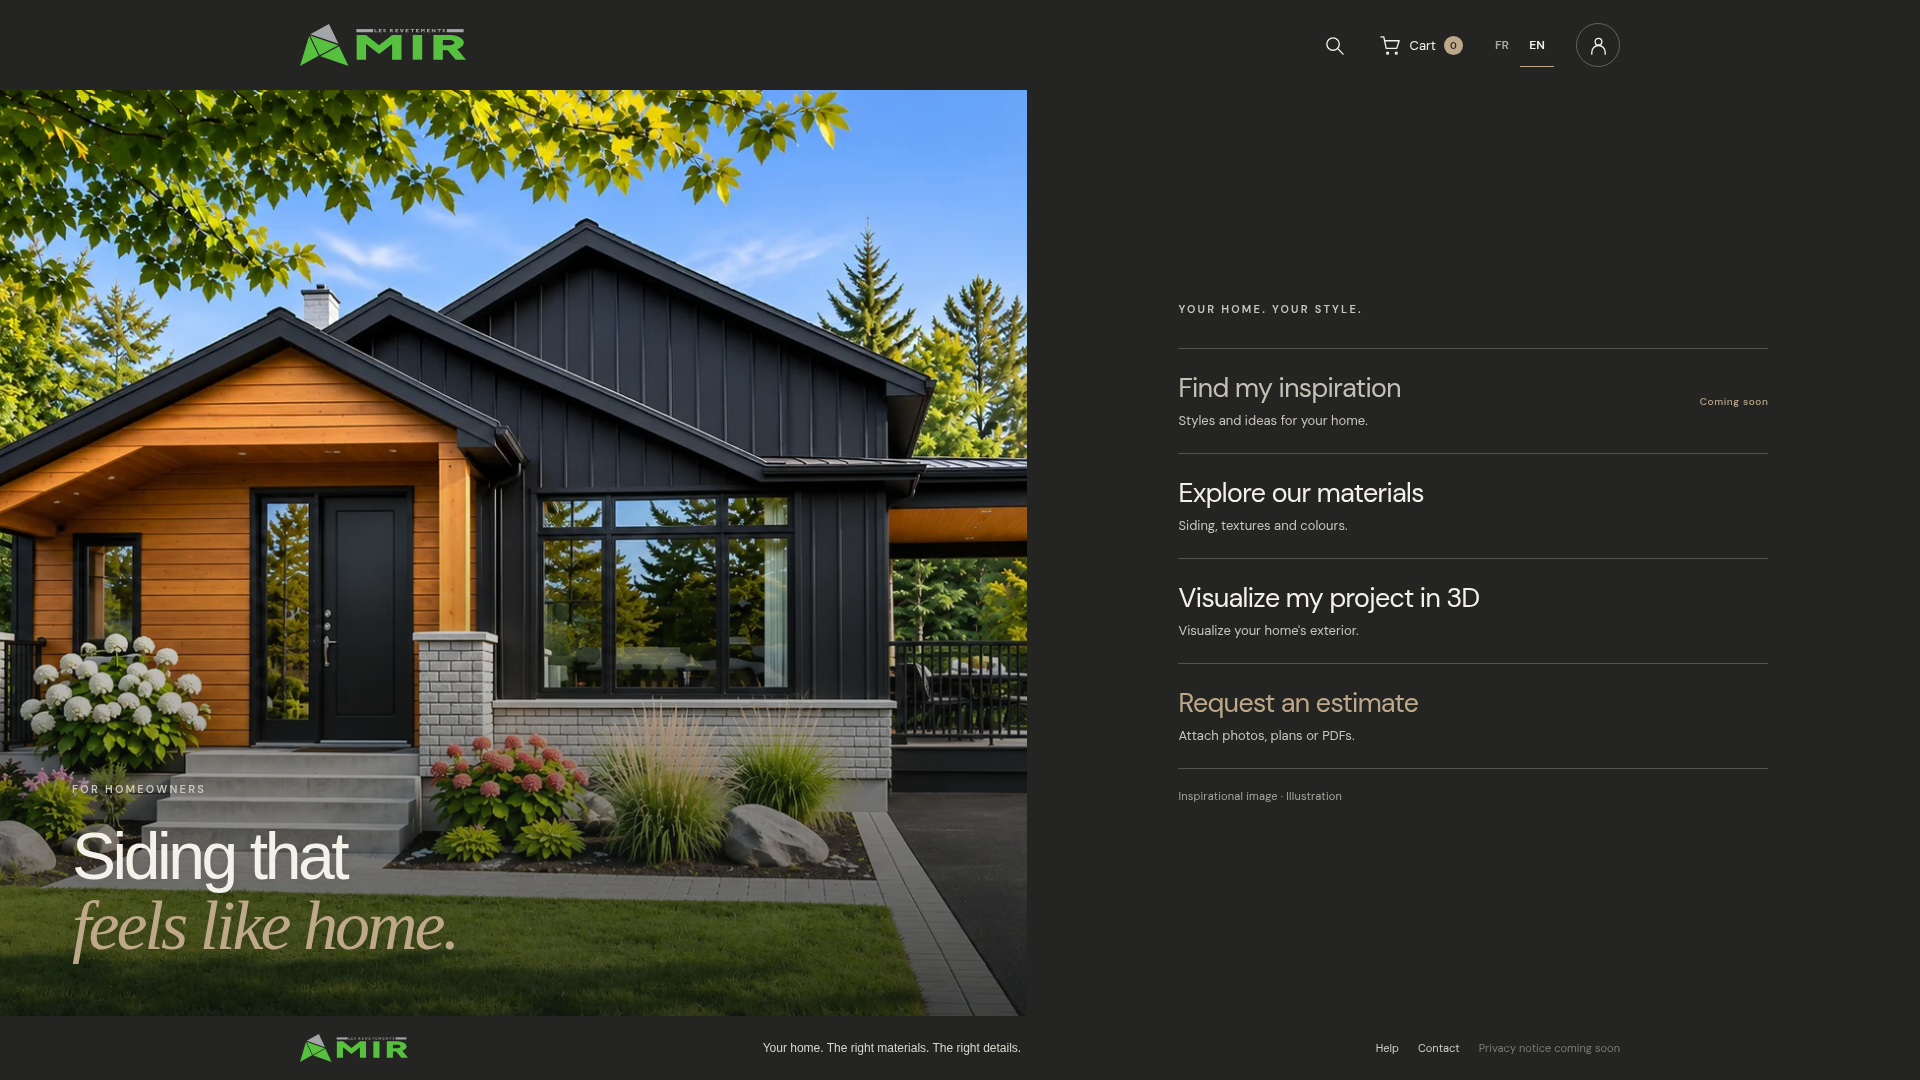 LES REVÊTEMENTS
MIR
Cart 0
FR EN
FOR HOMEOWNERS
Siding that
feels like home.
YOUR HOME. YOUR STYLE.
Find my inspiration
Styles and ideas for your home.
Coming soon
Explore our materials
Siding, textures and colours.
Visualize my project in 3D
Visualize your home's exterior.
Request an estimate
Attach photos, plans or PDFs.
Inspirational image · Illustration
LES REVÊTEMENTS
MIR
Your home. The right materials. The right details.
Help Contact Privacy notice coming soon